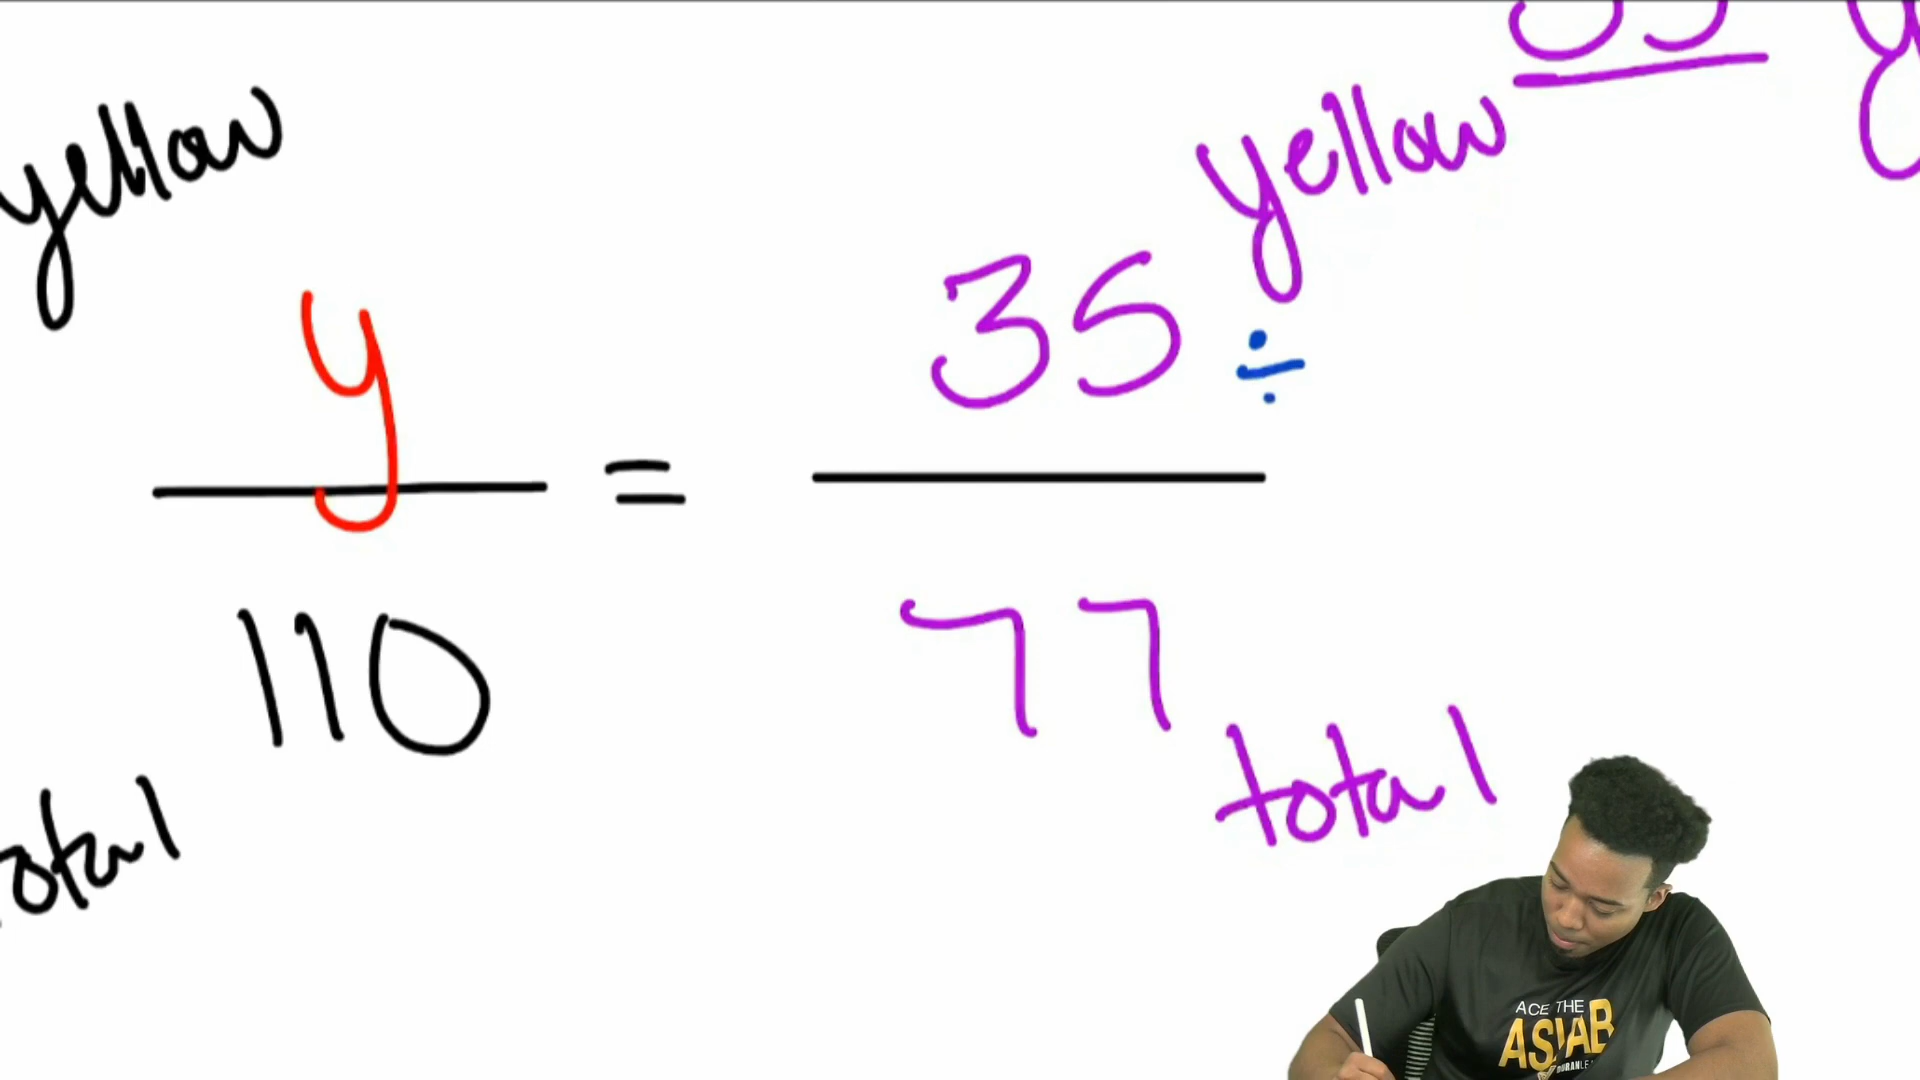 yellow
yellow
y
35 ÷
=
110
77
total
total
ACE THE
ASVAB